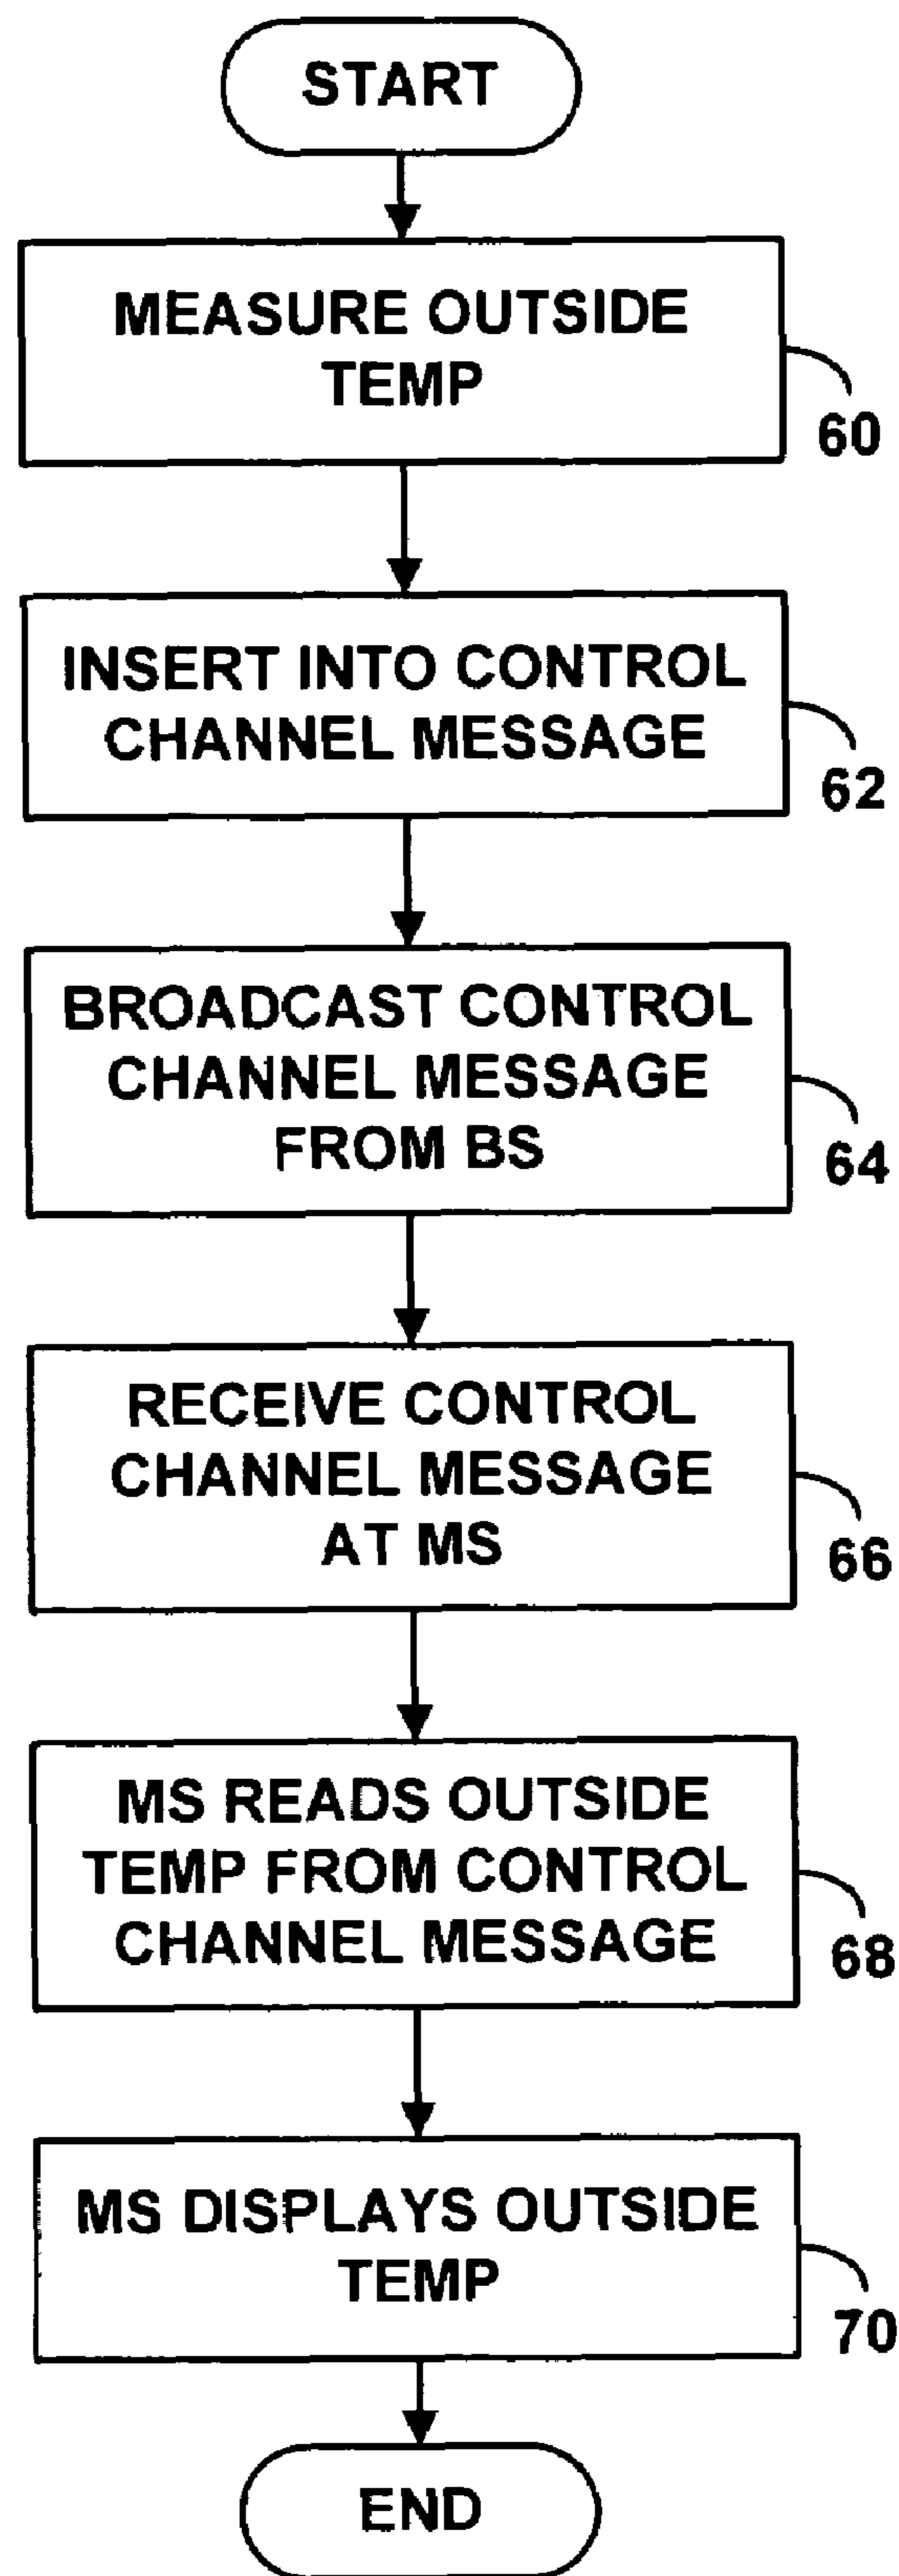 START
MEASURE OUTSIDE
TEMP
60
INSERT INTO CONTROL
CHANNEL MESSAGE
62
BROADCAST CONTROL
CHANNEL MESSAGE
FROM BS
64
RECEIVE CONTROL
CHANNEL MESSAGE
AT MS
66
MS READS OUTSIDE
TEMP FROM CONTROL
CHANNEL MESSAGE
68
MS DISPLAYS OUTSIDE
TEMP
70
END